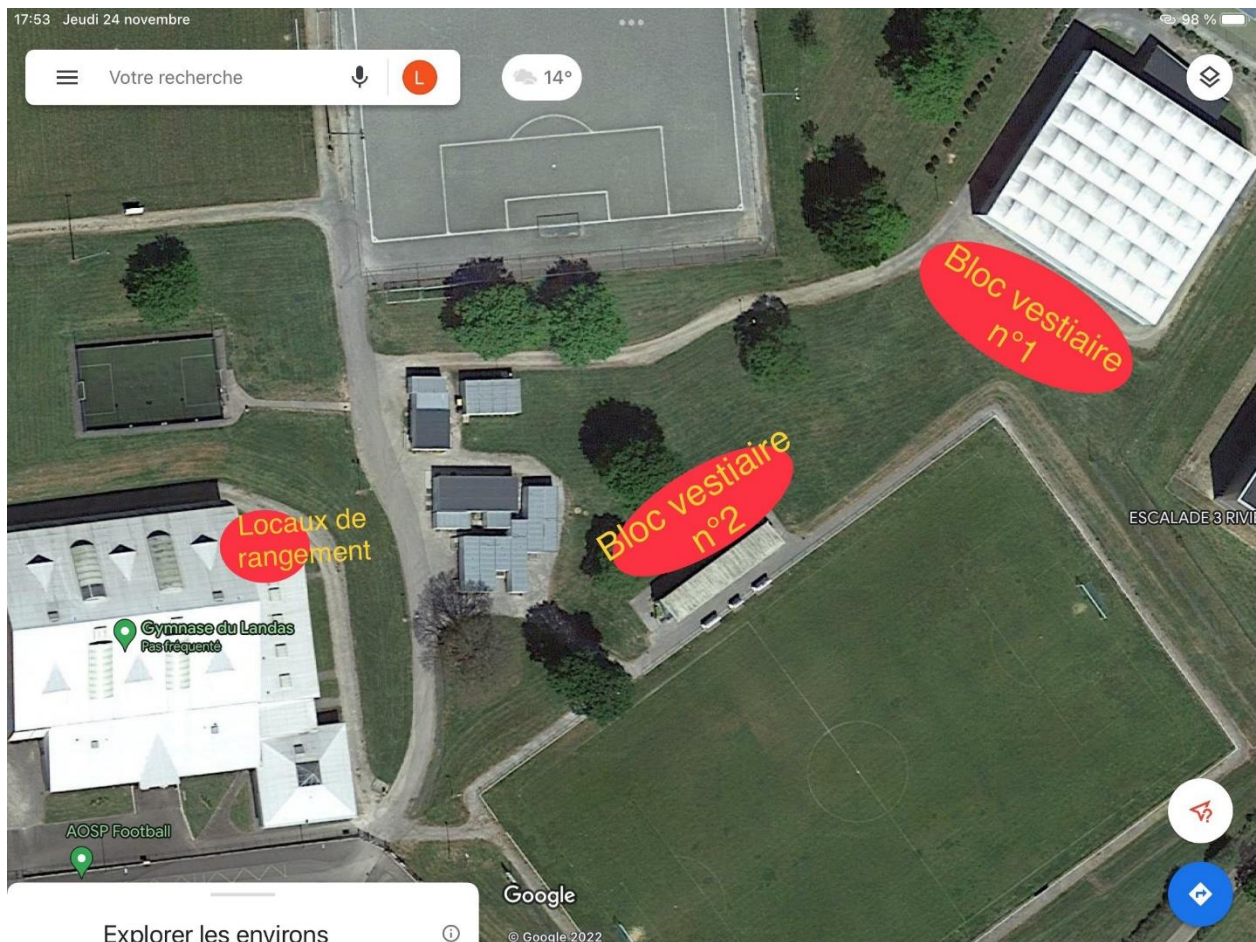 17:53 Jeudi 24 novembre
98 %
Votre recherche
L
14°
Bloc vestiaire
n°1
Bloc vestiaire
n°2
Locaux de
rangement
ESCALADE 3 RIVI
Gymnase du Landas
Pas fréquenté
AOSP Football
Google
Explorer les environs
© Google 2022